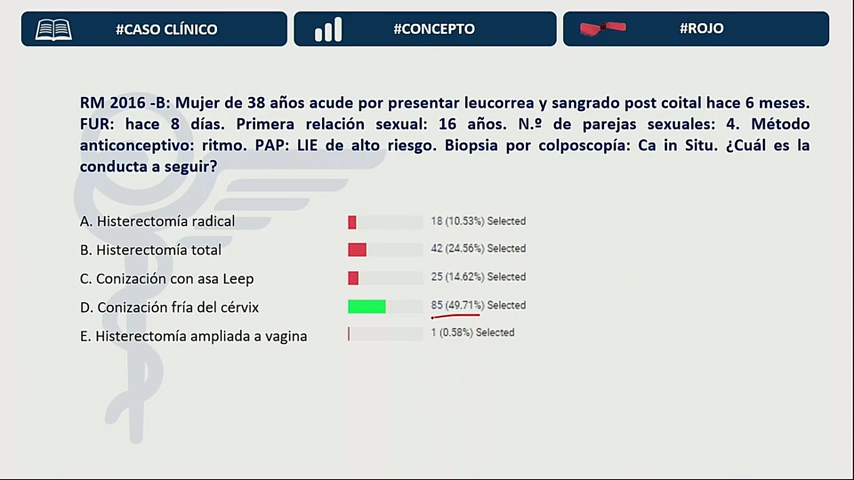 #CASO CLÍNICO
#CONCEPTO
#ROJO
RM 2016 -B: Mujer de 38 años acude por presentar leucorrea y sangrado post coital hace 6 meses.
FUR: hace 8 días. Primera relación sexual: 16 años. N.º de parejas sexuales: 4. Método
anticonceptivo: ritmo. PAP: LIE de alto riesgo. Biopsia por colposcopía: Ca in Situ. ¿Cuál es la
conducta a seguir?
A. Histerectomía radical 18 (10.53%) Selected
B. Histerectomía total 42 (24.56%) Selected
C. Conización con asa Leep 25 (14.62%) Selected
D. Conización fría del cérvix 85 (49.71%) Selected
E. Histerectomía ampliada a vagina 1 (0.58%) Selected